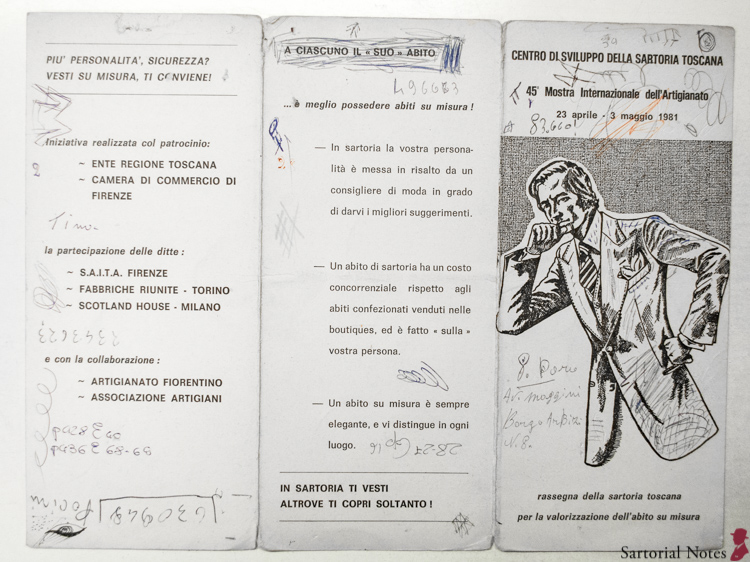 PIU' PERSONALITA', SICUREZZA?
VESTI SU MISURA, TI CONVIENE!
Iniziativa realizzata col patrocinio:
~ ENTE REGIONE TOSCANA
~ CAMERA DI COMMERCIO DI
FIRENZE
la partecipazione delle ditte :
~ S.A.I.T.A. FIRENZE
~ FABBRICHE RIUNITE - TORINO
~ SCOTLAND HOUSE - MILANO
e con la collaborazione :
~ ARTIGIANATO FIORENTINO
~ ASSOCIAZIONE ARTIGIANI
A CIASCUNO IL « SUO » ABITO
496683
...è meglio possedere abiti su misura !
— In sartoria la vostra persona-
lità è messa in risalto da un
consigliere di moda in grado
di darvi i migliori suggerimenti.
— Un abito di sartoria ha un costo
concorrenziale rispetto agli
abiti confezionati venduti nelle
boutiques, ed è fatto « sulla »
vostra persona.
— Un abito su misura è sempre
elegante, e vi distingue in ogni
luogo.
IN SARTORIA TI VESTI
ALTROVE TI COPRI SOLTANTO !
CENTRO DI SVILUPPO DELLA SARTORIA TOSCANA
45° Mostra Internazionale dell'Artigianato
23 aprile - 3 maggio 1981
Borgo
N. 8.
rassegna della sartoria toscana
per la valorizzazione dell'abito su misura
Sartorial Notes